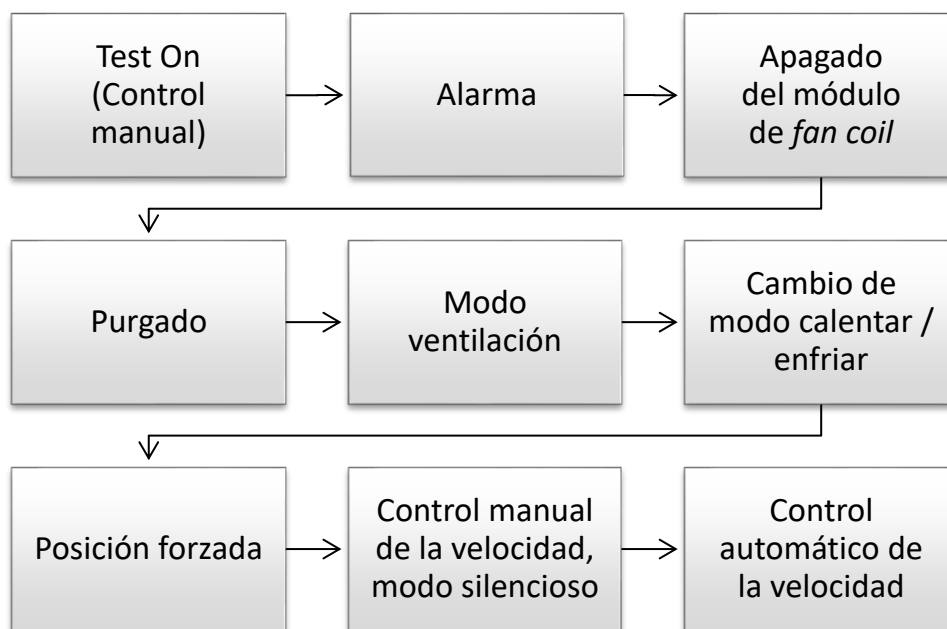 Test On
(Control
manual)
Alarma
Apagado
del módulo
de fan coil
Purgado
Modo
ventilación
Cambio de
modo calentar /
enfriar
Posición forzada
Control manual
de la velocidad,
modo silencioso
Control
automático de
la velocidad